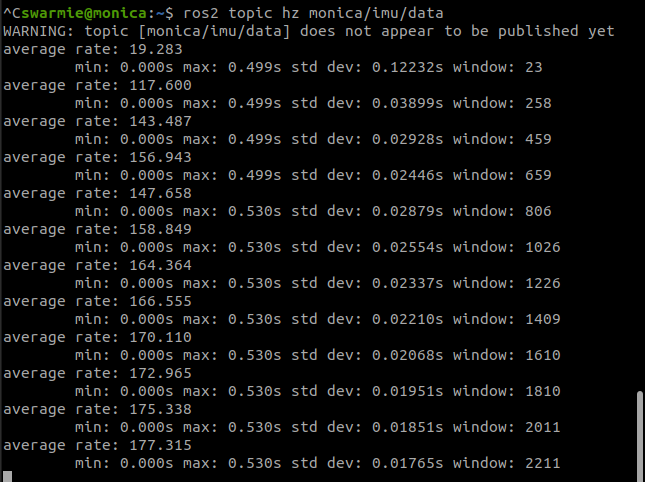 ^Cswarmie@monica:~$ ros2 topic hz monica/imu/data
WARNING: topic [monica/imu/data] does not appear to be published yet
average rate: 19.283
min: 0.000s max: 0.499s std dev: 0.12232s window: 23
average rate: 117.600
min: 0.000s max: 0.499s std dev: 0.03899s window: 258
average rate: 143.487
min: 0.000s max: 0.499s std dev: 0.02928s window: 459
average rate: 156.943
min: 0.000s max: 0.499s std dev: 0.02446s window: 659
average rate: 147.658
min: 0.000s max: 0.530s std dev: 0.02879s window: 806
average rate: 158.849
min: 0.000s max: 0.530s std dev: 0.02554s window: 1026
average rate: 164.364
min: 0.000s max: 0.530s std dev: 0.02337s window: 1226
average rate: 166.555
min: 0.000s max: 0.530s std dev: 0.02210s window: 1409
average rate: 170.110
min: 0.000s max: 0.530s std dev: 0.02068s window: 1610
average rate: 172.965
min: 0.000s max: 0.530s std dev: 0.01951s window: 1810
average rate: 175.338
min: 0.000s max: 0.530s std dev: 0.01851s window: 2011
average rate: 177.315
min: 0.000s max: 0.530s std dev: 0.01765s window: 2211